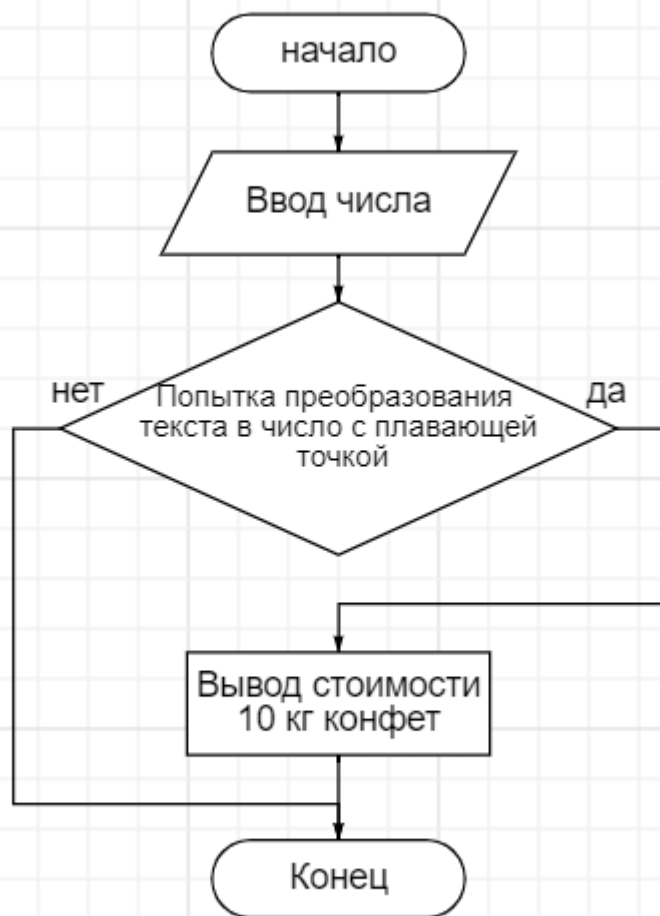 начало
Ввод числа
нет
да
Попытка преобразования
текста в число с плавающей
точкой
Вывод стоимости
10 кг конфет
Конец